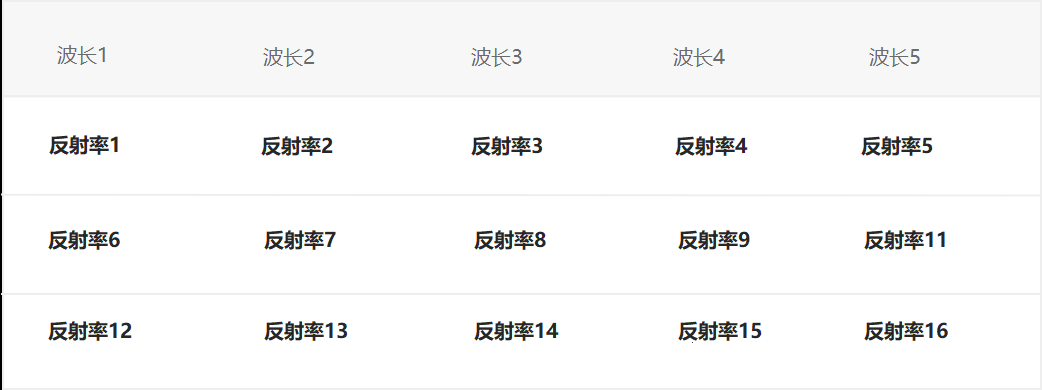 波长1 波长2 波长3 波长4 波长5
反射率1 反射率2 反射率3 反射率4 反射率5
反射率6 反射率7 反射率8 反射率9 反射率11
反射率12 反射率13 反射率14 反射率15 反射率16